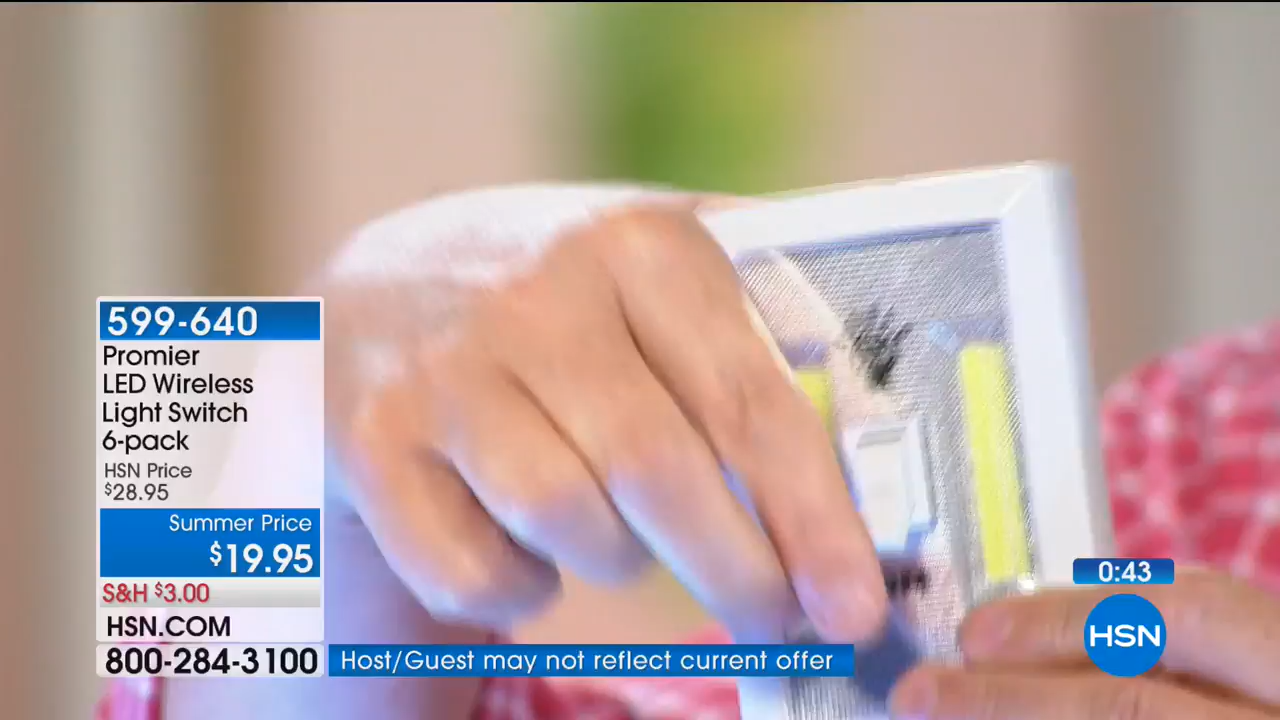 599-640
Promier
LED Wireless
Light Switch
6-pack
HSN Price
$28.95
Summer Price
$19.95
S&H $3.00
HSN.COM
800-284-3100
Host/Guest may not reflect current offer
0:43
HSN